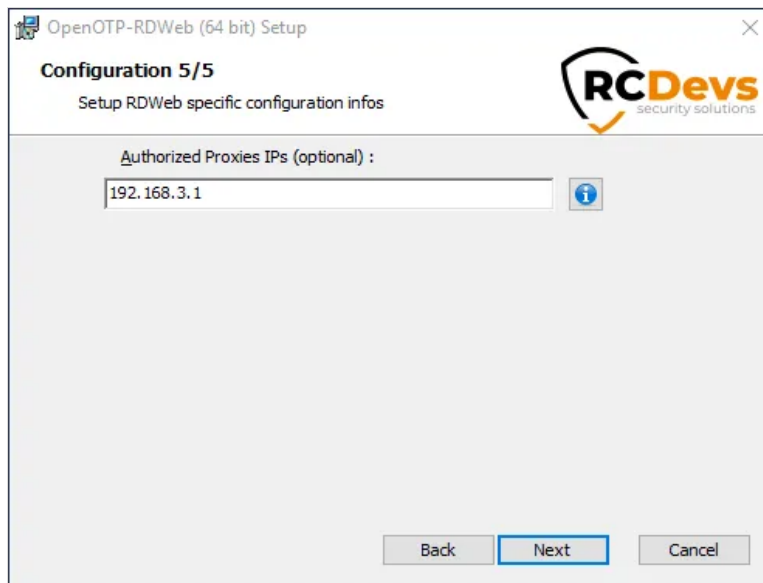 OpenOTP-RDWeb (64 bit) Setup
Configuration 5/5
Setup RDWeb specific configuration infos
RCDevs
security solutions
Authorized Proxies IPs (optional) :
192.168.3.1
Back
Next
Cancel